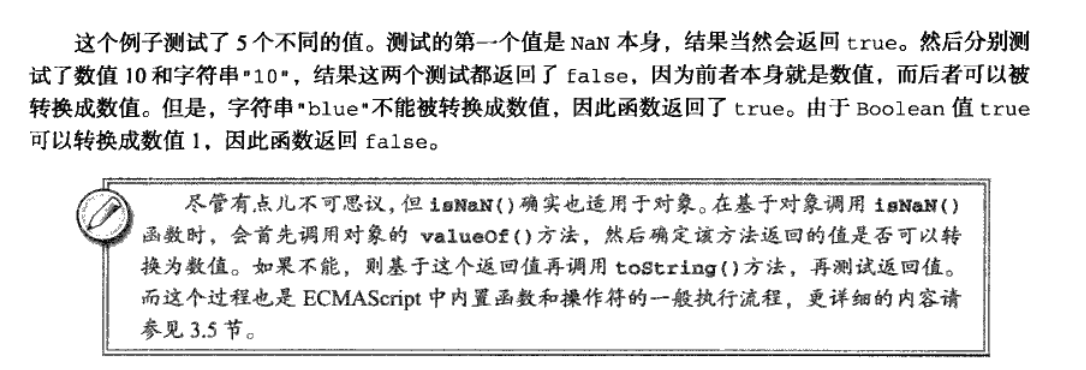 这个例子测试了 5 个不同的值。测试的第一个值是 NaN 本身，结果当然会返回 true。然后分别测
试了数值 10 和字符串"10"，结果这两个测试都返回了 false，因为前者本身就是数值，而后者可以被
转换成数值。但是，字符串"blue"不能被转换成数值，因此函数返回了 true。由于 Boolean 值 true
可以转换成数值 1，因此函数返回 false。
尽管有点儿不可思议，但 isNaN()确实也适用于对象。在基于对象调用 isNaN()
函数时，会首先调用对象的 valueOf()方法，然后确定该方法返回的值是否可以转
换为数值。如果不能，则基于这个返回值再调用 toString()方法，再测试返回值。
而这个过程也是 ECMAScript 中内置函数和操作符的一般执行流程，更详细的内容请
参见 3.5 节。